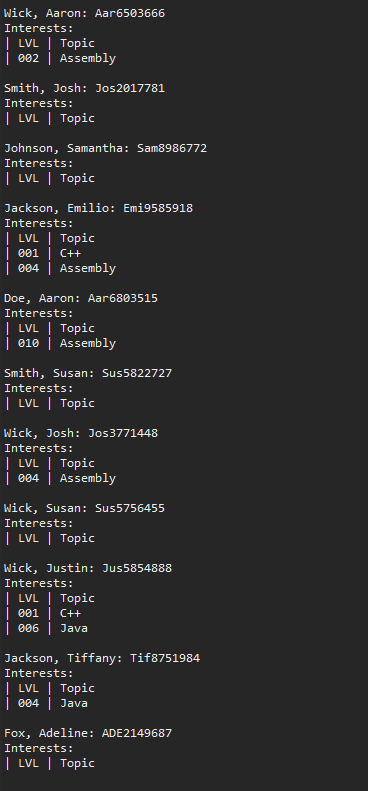 Wick, Aaron: Aar6503666
Interests:
| LVL | Topic
| 002 | Assembly
Smith, Josh: Jos2017781
Interests:
| LVL | Topic
Johnson, Samantha: Sam8986772
Interests:
| LVL | Topic
Jackson, Emilio: Emi9585918
Interests:
| LVL | Topic
| 001 | C++
| 004 | Assembly
Doe, Aaron: Aar6803515
Interests:
| LVL | Topic
| 010 | Assembly
Smith, Susan: Sus5822727
Interests:
| LVL | Topic
Wick, Josh: Jos3771448
Interests:
| LVL | Topic
| 004 | Assembly
Wick, Susan: Sus5756455
Interests:
| LVL | Topic
Wick, Justin: Jus5854888
Interests:
| LVL | Topic
| 001 | C++
| 006 | Java
Jackson, Tiffany: Tif8751984
Interests:
| LVL | Topic
| 004 | Java
Fox, Adeline: ADE2149687
Interests:
| LVL | Topic